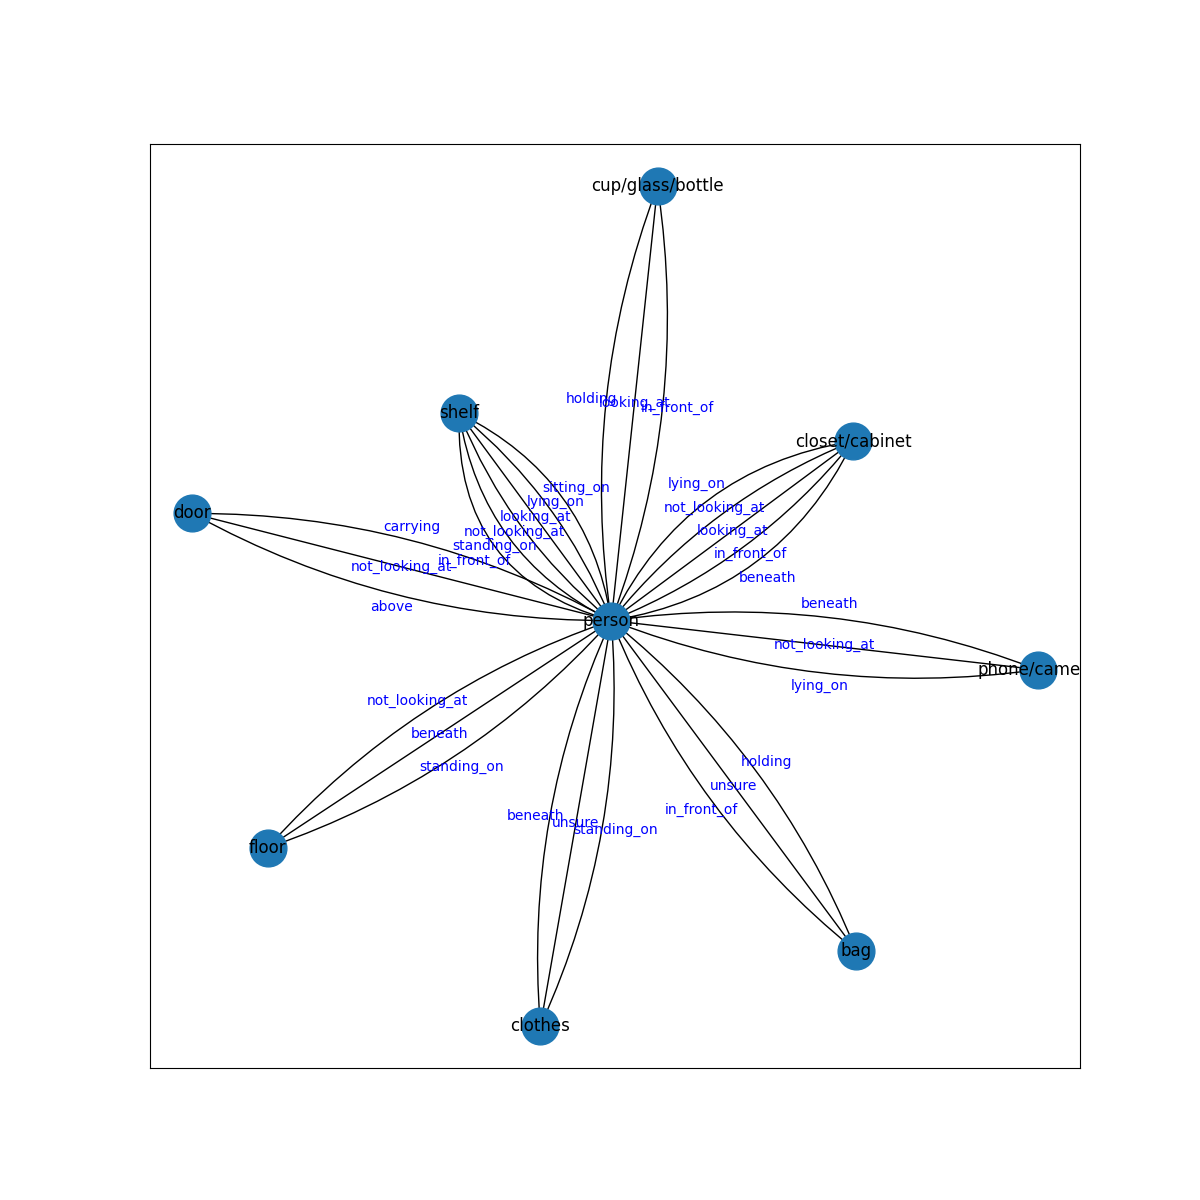 cup/glass/bottle
holding
looking_at
in_front_of
shelf
closet/cabinet
sitting_on
lying_on
looking_at
not_looking_at
standing_on
in_front_of
lying_on
not_looking_at
looking_at
in_front_of
beneath
door
carrying
not_looking_at
above
person
beneath
not_looking_at
lying_on
phone/came
not_looking_at
beneath
standing_on
holding
unsure
in_front_of
beneath
unsure
standing_on
floor
bag
clothes